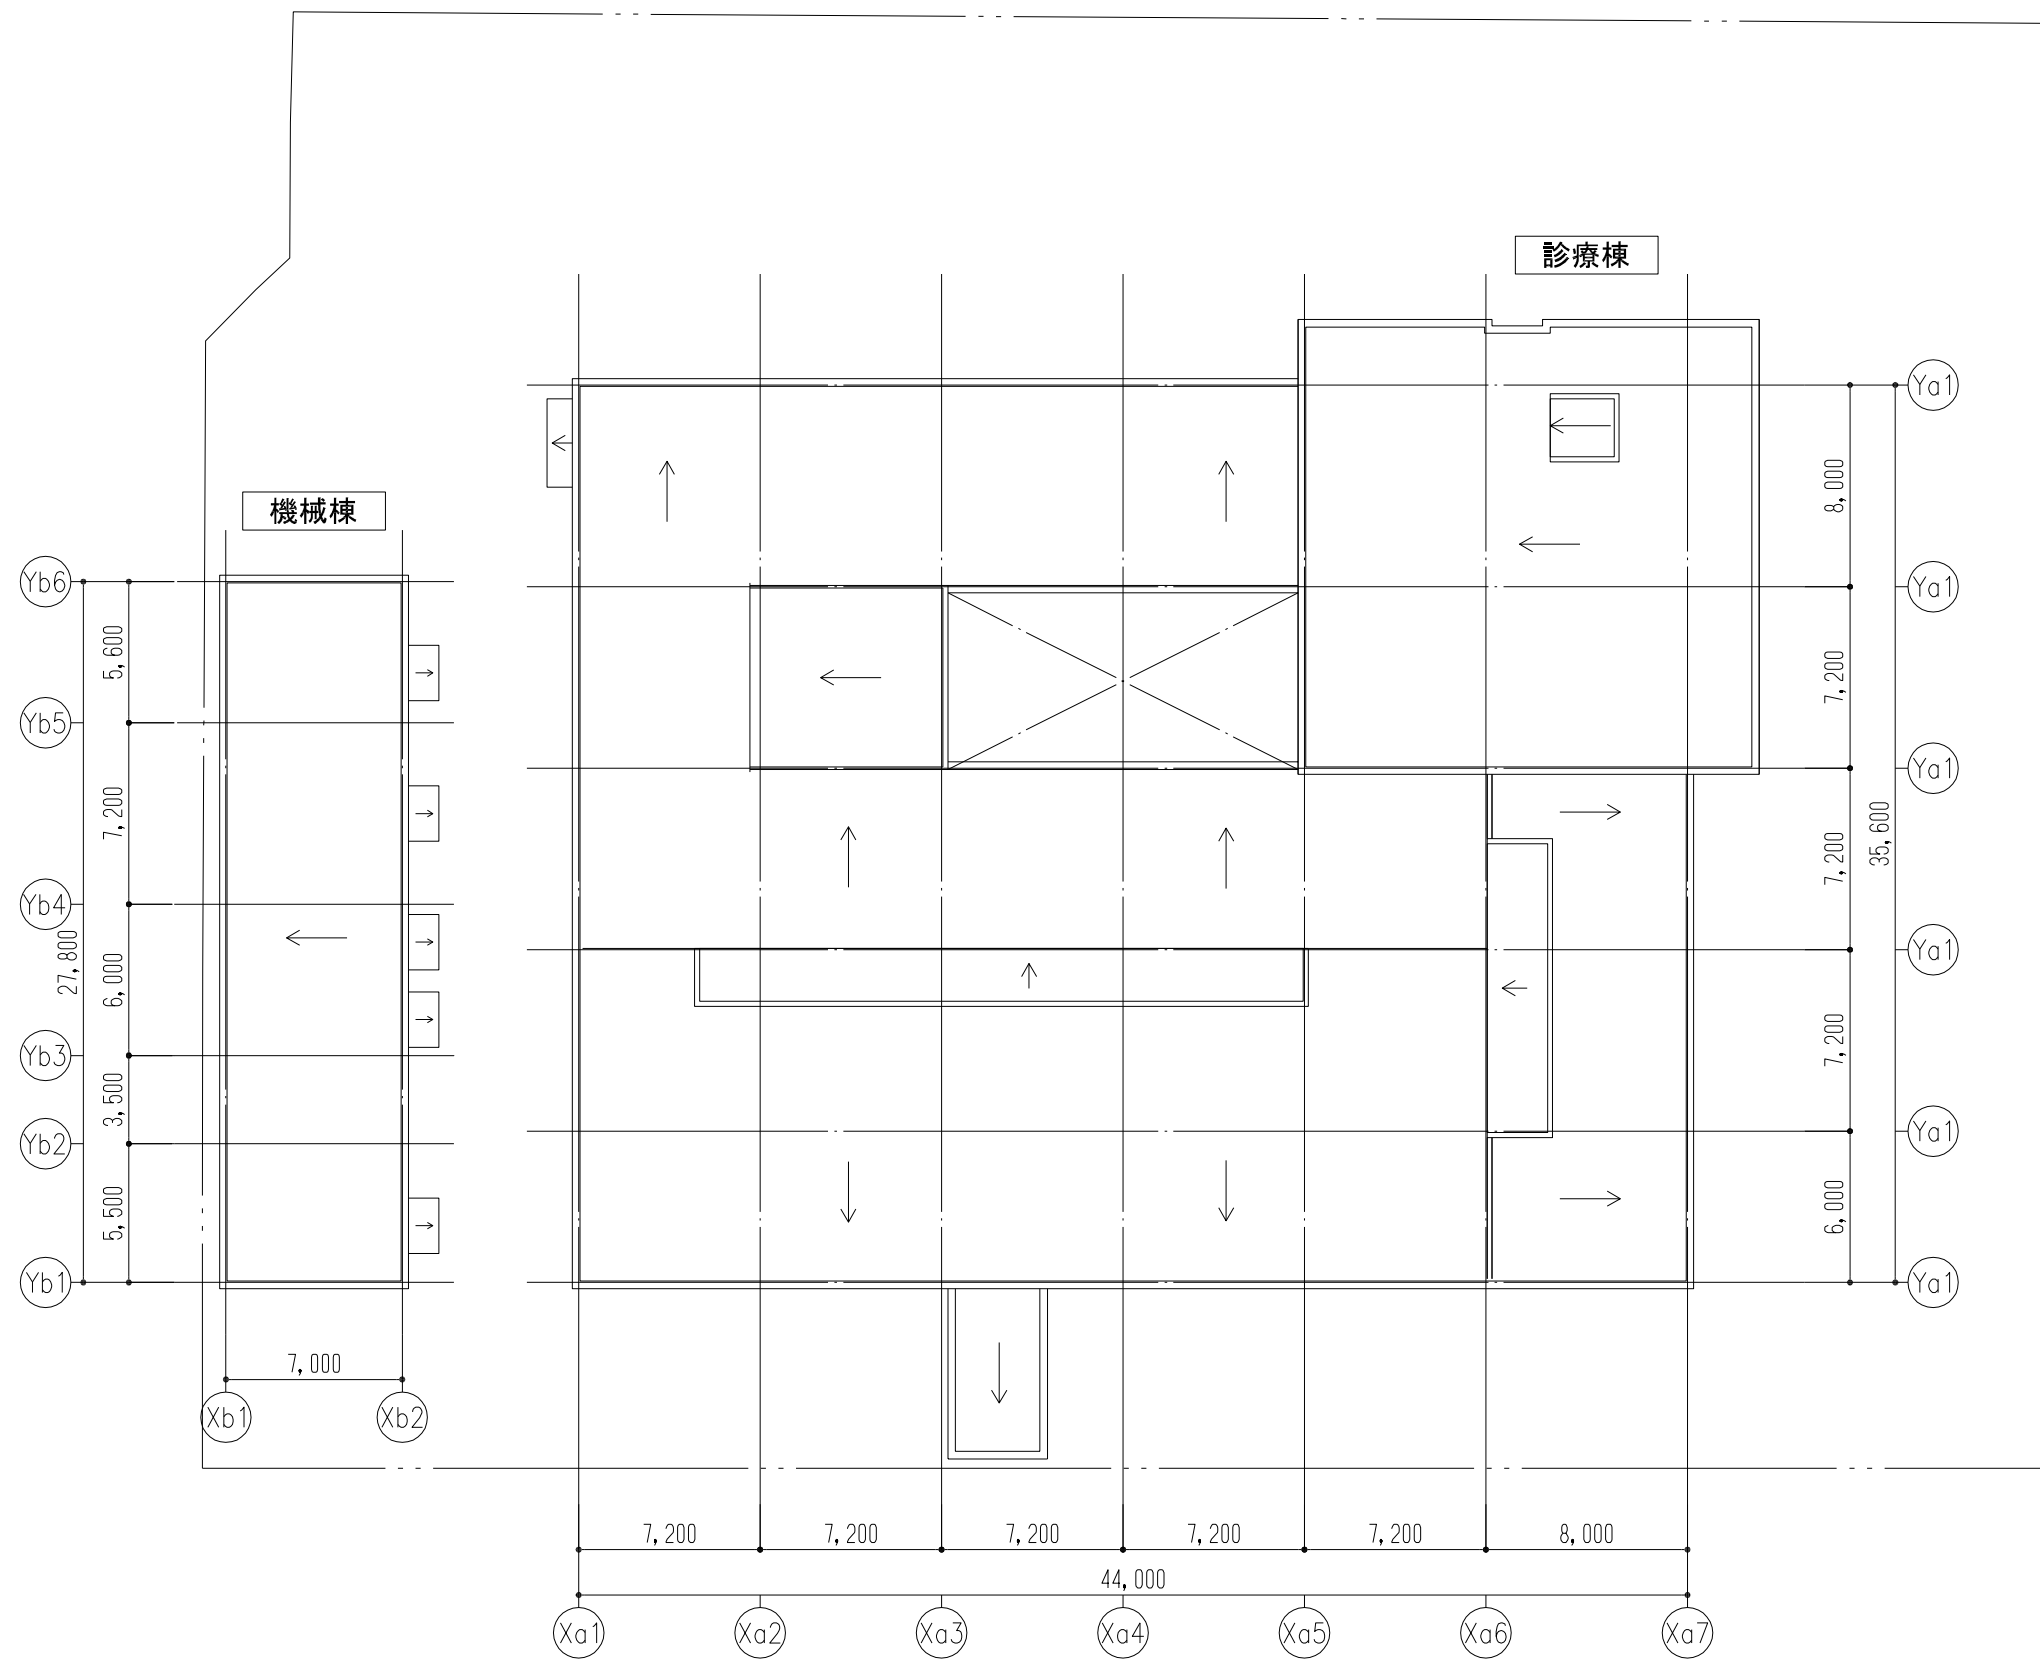 診療棟
Ya1
8,000
機械棟
Yb6
Ya1
5,600
7,200
Yb5
Ya1
7,200
7,200
35,600
Yb4
27,800
6,000
Ya1
7,200
Yb3
3,500
Yb2
Ya1
5,500
6,000
Yb1
Ya1
7,000
Xb1
Xb2
7,200
7,200
7,200
7,200
7,200
8,000
44,000
Xa1
Xa2
Xa3
Xa4
Xa5
Xa6
Xa7